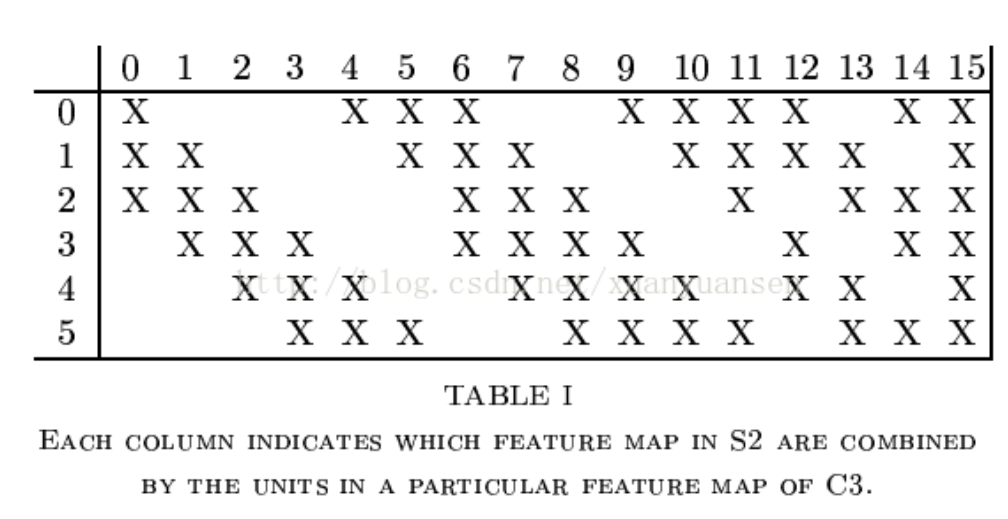 0 1 2 3 4 5 6 7 8 9 10 11 12 13 14 15
0 X X X X X X X X X X
1 X X X X X X X X X X
2 X X X X X X X X X X
3 X X X X X X X X X X
4 X X X X X X X X X X
5 X X X X X X X X X X
http://blog.csdn.net/xuanyuansen
TABLE I
EACH COLUMN INDICATES WHICH FEATURE MAP IN S2 ARE COMBINED
BY THE UNITS IN A PARTICULAR FEATURE MAP OF C3.